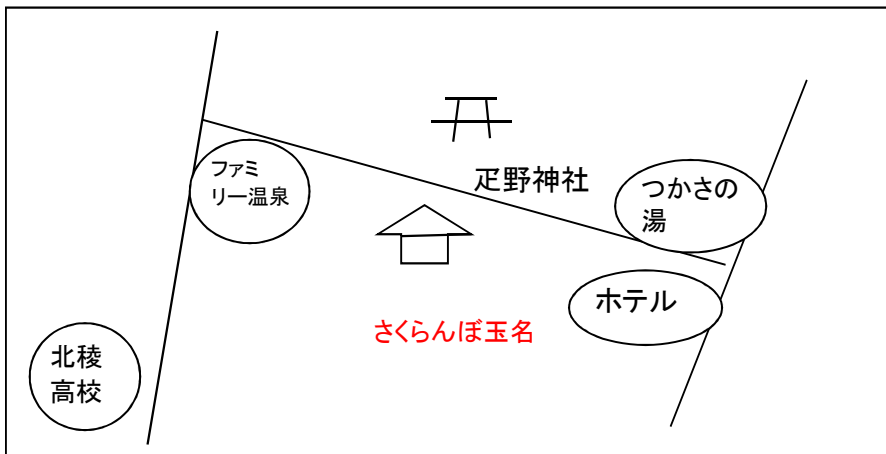 ファミ
リー温泉
疋野神社
つかさの
湯
ホテル
さくらんぼ玉名
北稜
高校